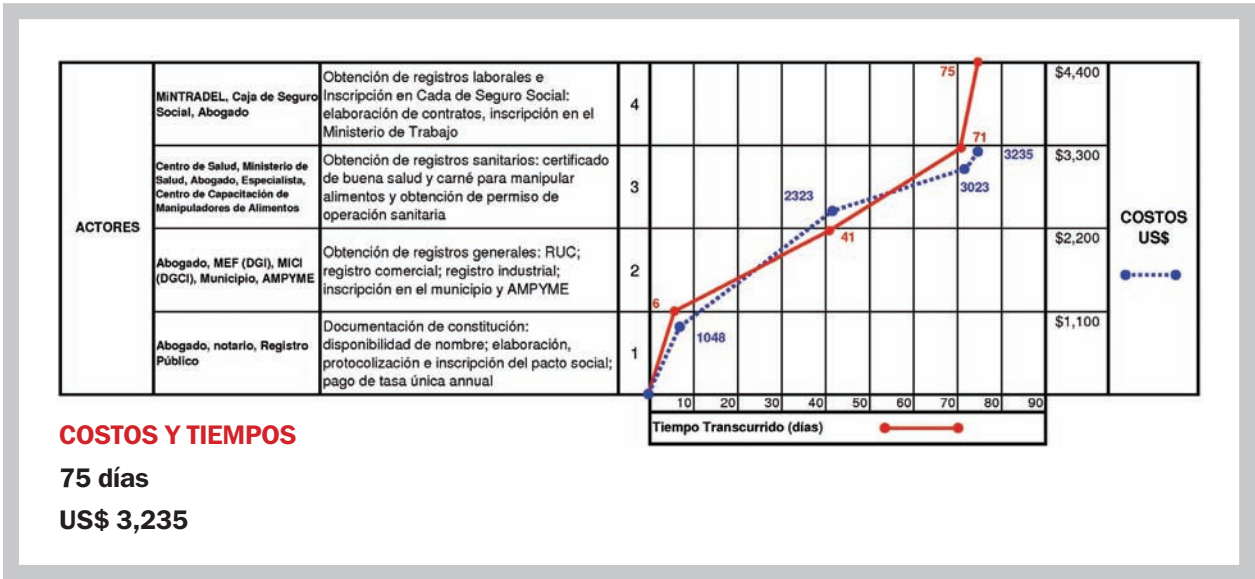 ACTORES
MiNTRADEL, Caja de Seguro
Social, Abogado
Obtención de registros laborales e
Inscripción en Cada de Seguro Social:
elaboración de contratos, inscripción en el
Ministerio de Trabajo
4
75
$4,400
Centro de Salud, Ministerio de
Salud, Abogado, Especialista,
Centro de Capacitación de
Manipuladores de Alimentos
Obtención de registros sanitarios: certificado
de buena salud y carné para manipular
alimentos y obtención de permiso de
operación sanitaria
3
71
3235
3023
2323
$3,300
Abogado, MEF (DGI), MICI
(DGCI), Municipio, AMPYME
Obtención de registros generales: RUC;
registro comercial; registro industrial;
inscripción en el municipio y AMPYME
2
41
6
$2,200
Abogado, notario, Registro
Público
Documentación de constitución:
disponibilidad de nombre; elaboración,
protocolización e inscripción del pacto social;
pago de tasa única annual
1
1048
$1,100
COSTOS
US$
10 20 30 40 50 60 70 80 90
Tiempo Transcurrido (días)
COSTOS Y TIEMPOS
75 días
US$ 3,235